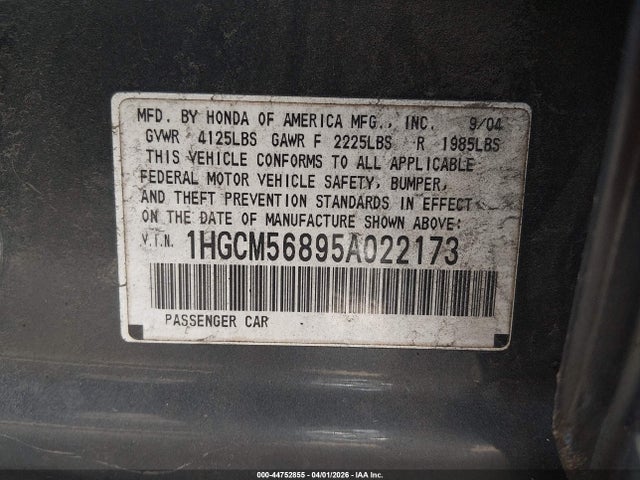 MFD. BY HONDA OF AMERICA MFG., INC. 9/04
GVWR 4125LBS GAWR F 2225LBS R 1985LBS
THIS VEHICLE CONFORMS TO ALL APPLICABLE
FEDERAL MOTOR VEHICLE SAFETY, BUMPER,
AND THEFT PREVENTION STANDARDS IN EFFECT
ON THE DATE OF MANUFACTURE SHOWN ABOVE:
V.I.N. 1HGCM56895A022173
PASSENGER CAR
000-44752855 | 04/01/2026 | IAA Inc.